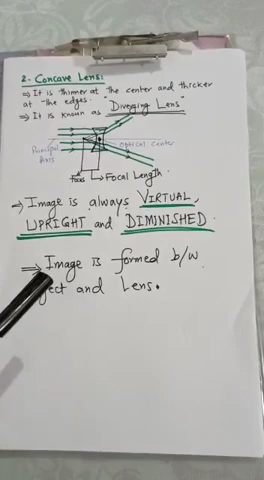 2- Concave Lens:
⇒ It is thinner at the center and thicker
at the edges.
⇒ It is known as "Diverging Lens"
Principal
Axis
optical center
Focus
Focal Length.
→ Image is always VIRTUAL,
UPRIGHT and DIMINISHED.
⇒ Image is formed b/w
ject and Lens.